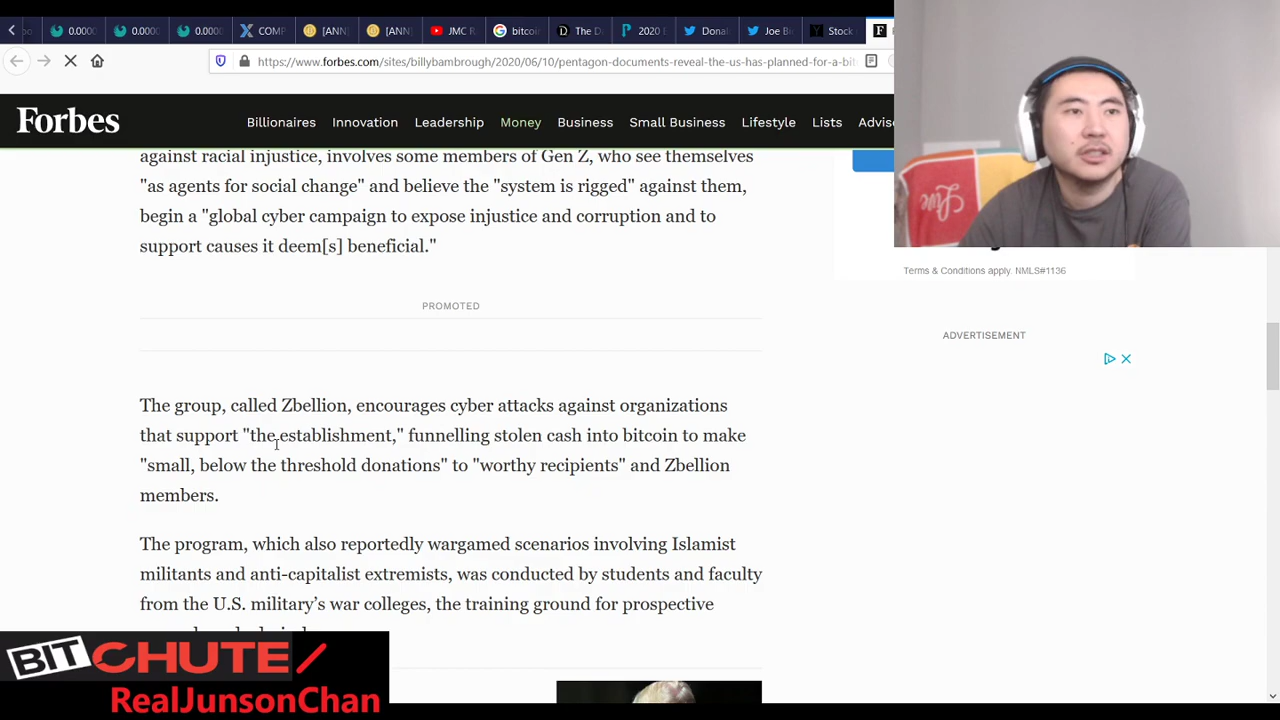 0.0000
0.0000
0.0000
COMP
[ANN]
[ANN]
JMC R
bitcoi
The Da
2020 E
Donal
Joe Bi
Stock
https://www.forbes.com/sites/billybambrough/2020/06/10/pentagon-documents-reveal-the-us-has-planned-for-a-bit
Forbes
Billionaires
Innovation
Leadership
Money
Business
Small Business
Lifestyle
Lists
Adviso
against racial injustice, involves some members of Gen Z, who see themselves
"as agents for social change" and believe the "system is rigged" against them,
begin a "global cyber campaign to expose injustice and corruption and to
support causes it deem[s] beneficial."
PROMOTED
Terms & Conditions apply. NMLS#1136
ADVERTISEMENT
The group, called Zbellion, encourages cyber attacks against organizations
that support "the establishment," funnelling stolen cash into bitcoin to make
"small, below the threshold donations" to "worthy recipients" and Zbellion
members.
The program, which also reportedly wargamed scenarios involving Islamist
militants and anti-capitalist extremists, was conducted by students and faculty
from the U.S. military's war colleges, the training ground for prospective
BITCHUTE/
RealJunsonChan
Live